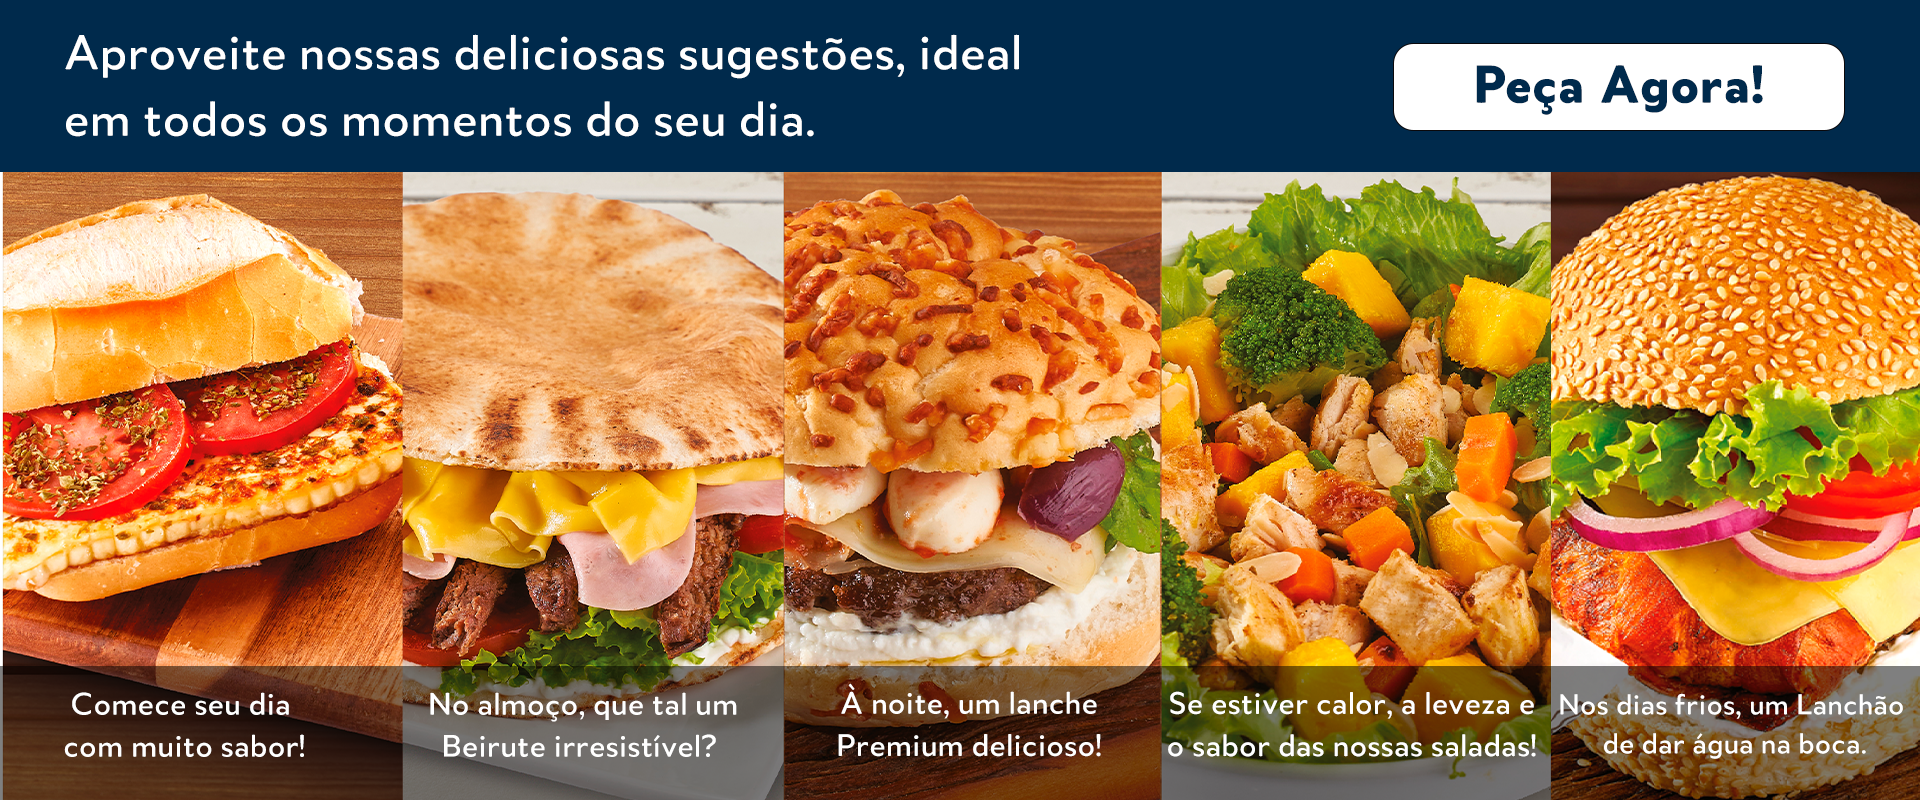 Aproveite nossas deliciosas sugestões, ideal
em todos os momentos do seu dia.
Peça Agora!
Comece seu dia
com muito sabor!
No almoço, que tal um
Beirute irresistível?
À noite, um lanche
Premium delicioso!
Se estiver calor, a leveza e
o sabor das nossas saladas!
Nos dias frios, um Lanchão
de dar água na boca.